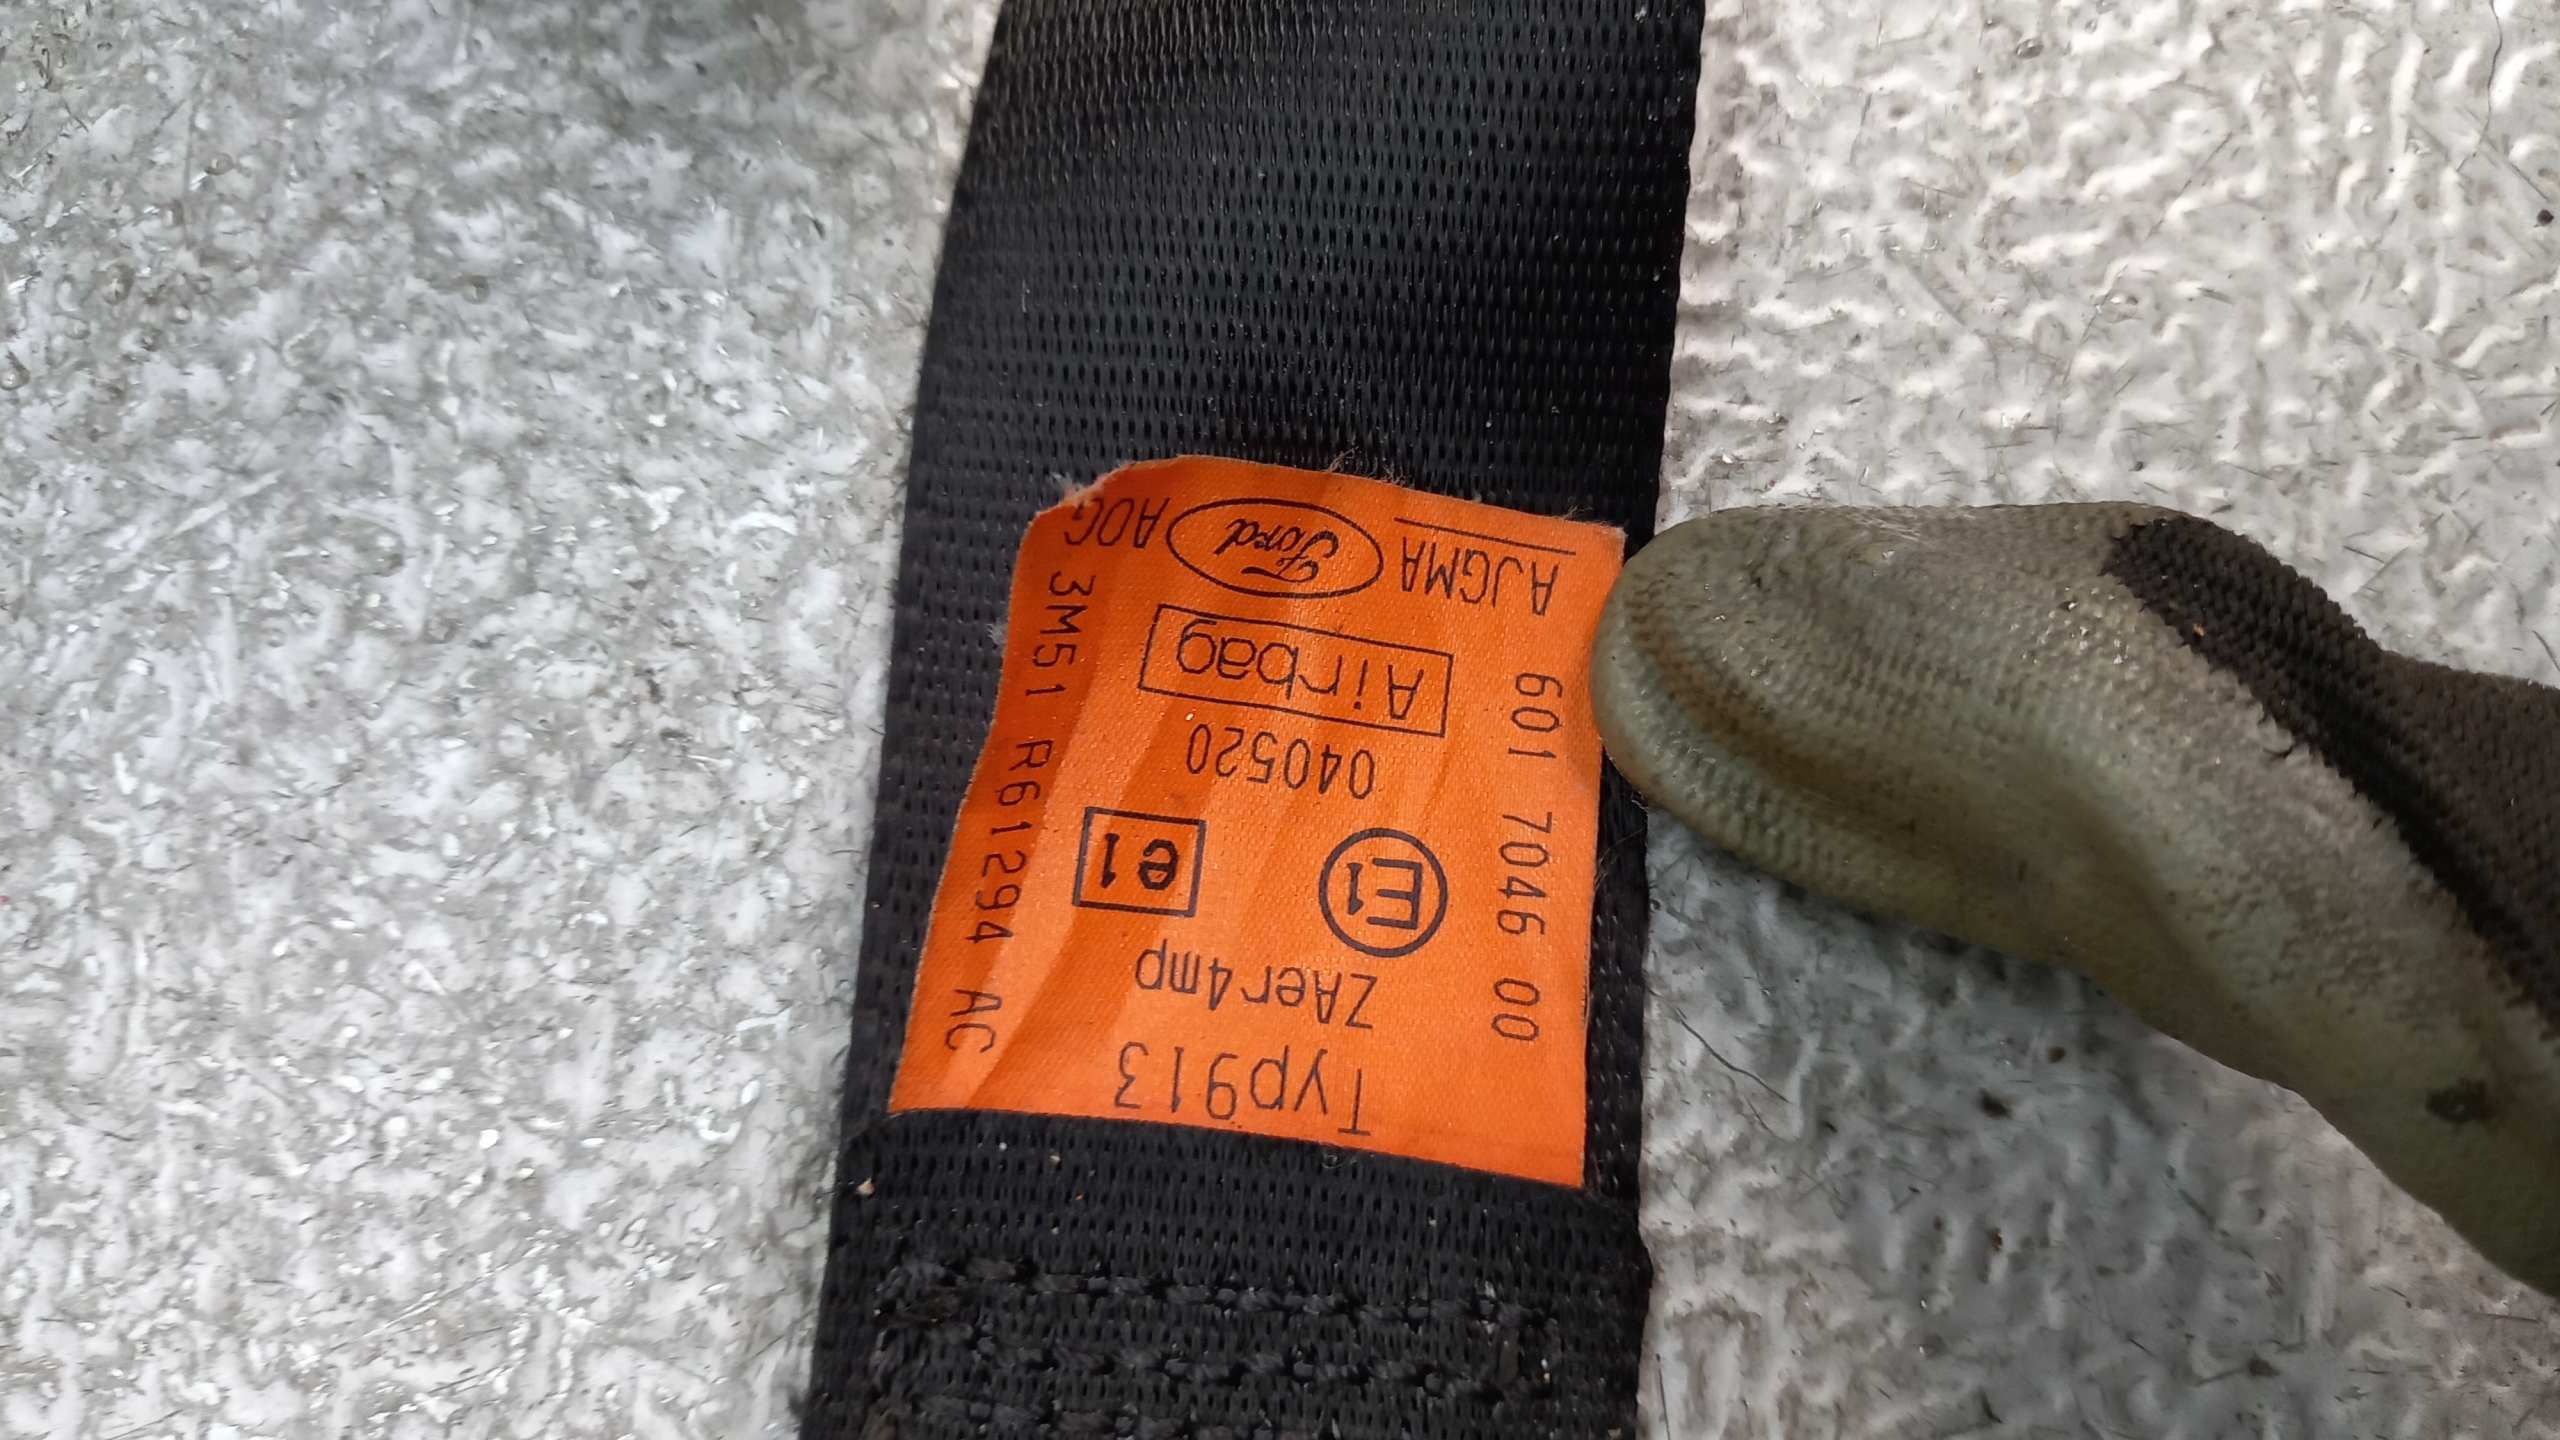 Typ913
ZAer4mp
E1 e1
040520
Airbag
AJGMA Ford AOG
601 7046 00
3M51 R61294 AC